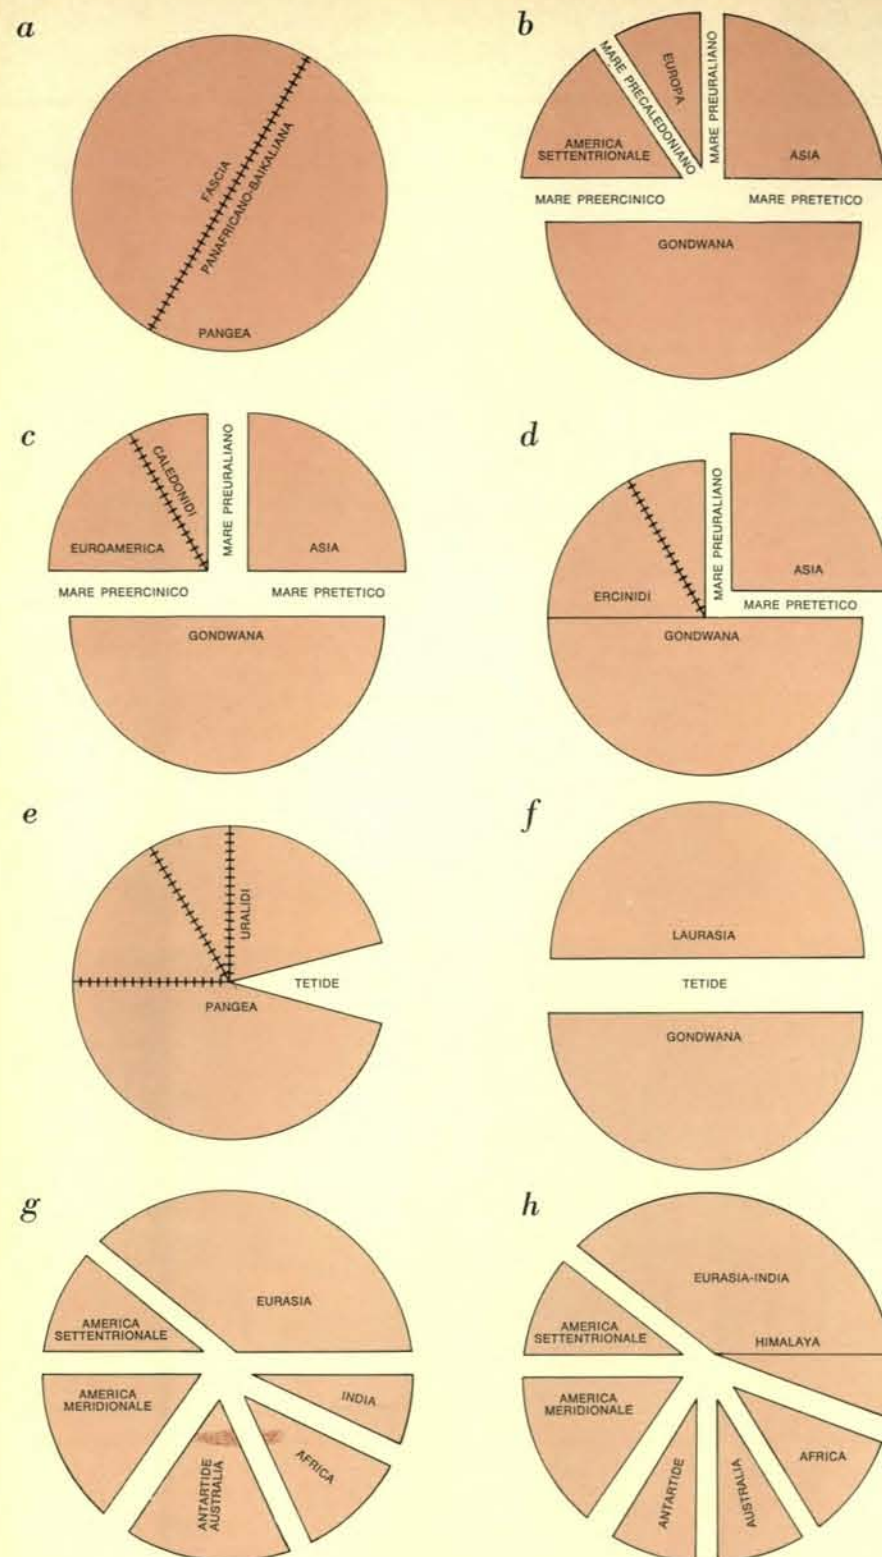 a
FASCIA
PANAFRICANO-BAIKALIANA
PANGEA
b
AMERICA
SETTENTRIONALE
MARE PRECALEDONIANO
EUROPA
MARE PREURALIANO
ASIA
MARE PREERCINICO
MARE PRETETICO
GONDWANA
c
CALEDONIDI
EUROAMERICA
MARE PREURALIANO
ASIA
MARE PREERCINICO
MARE PRETETICO
GONDWANA
d
ERCINIDI
MARE PREURALIANO
ASIA
MARE PRETETICO
GONDWANA
e
URALIDI
TETIDE
PANGEA
f
LAURASIA
TETIDE
GONDWANA
g
EURASIA
AMERICA
SETTENTRIONALE
AMERICA
MERIDIONALE
INDIA
AFRICA
ANTARTIDE
AUSTRALIA
h
EURASIA-INDIA
AMERICA
SETTENTRIONALE
HIMALAYA
AMERICA
MERIDIONALE
AFRICA
ANTARTIDE
AUSTRALIA